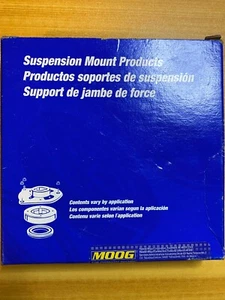 Suspension Mount Products
Productos soportes de suspensión
Support de jambe de force
Contents vary by application
Los componentes varían segun la aplicación
Contenu varie selon l'application
MOOG